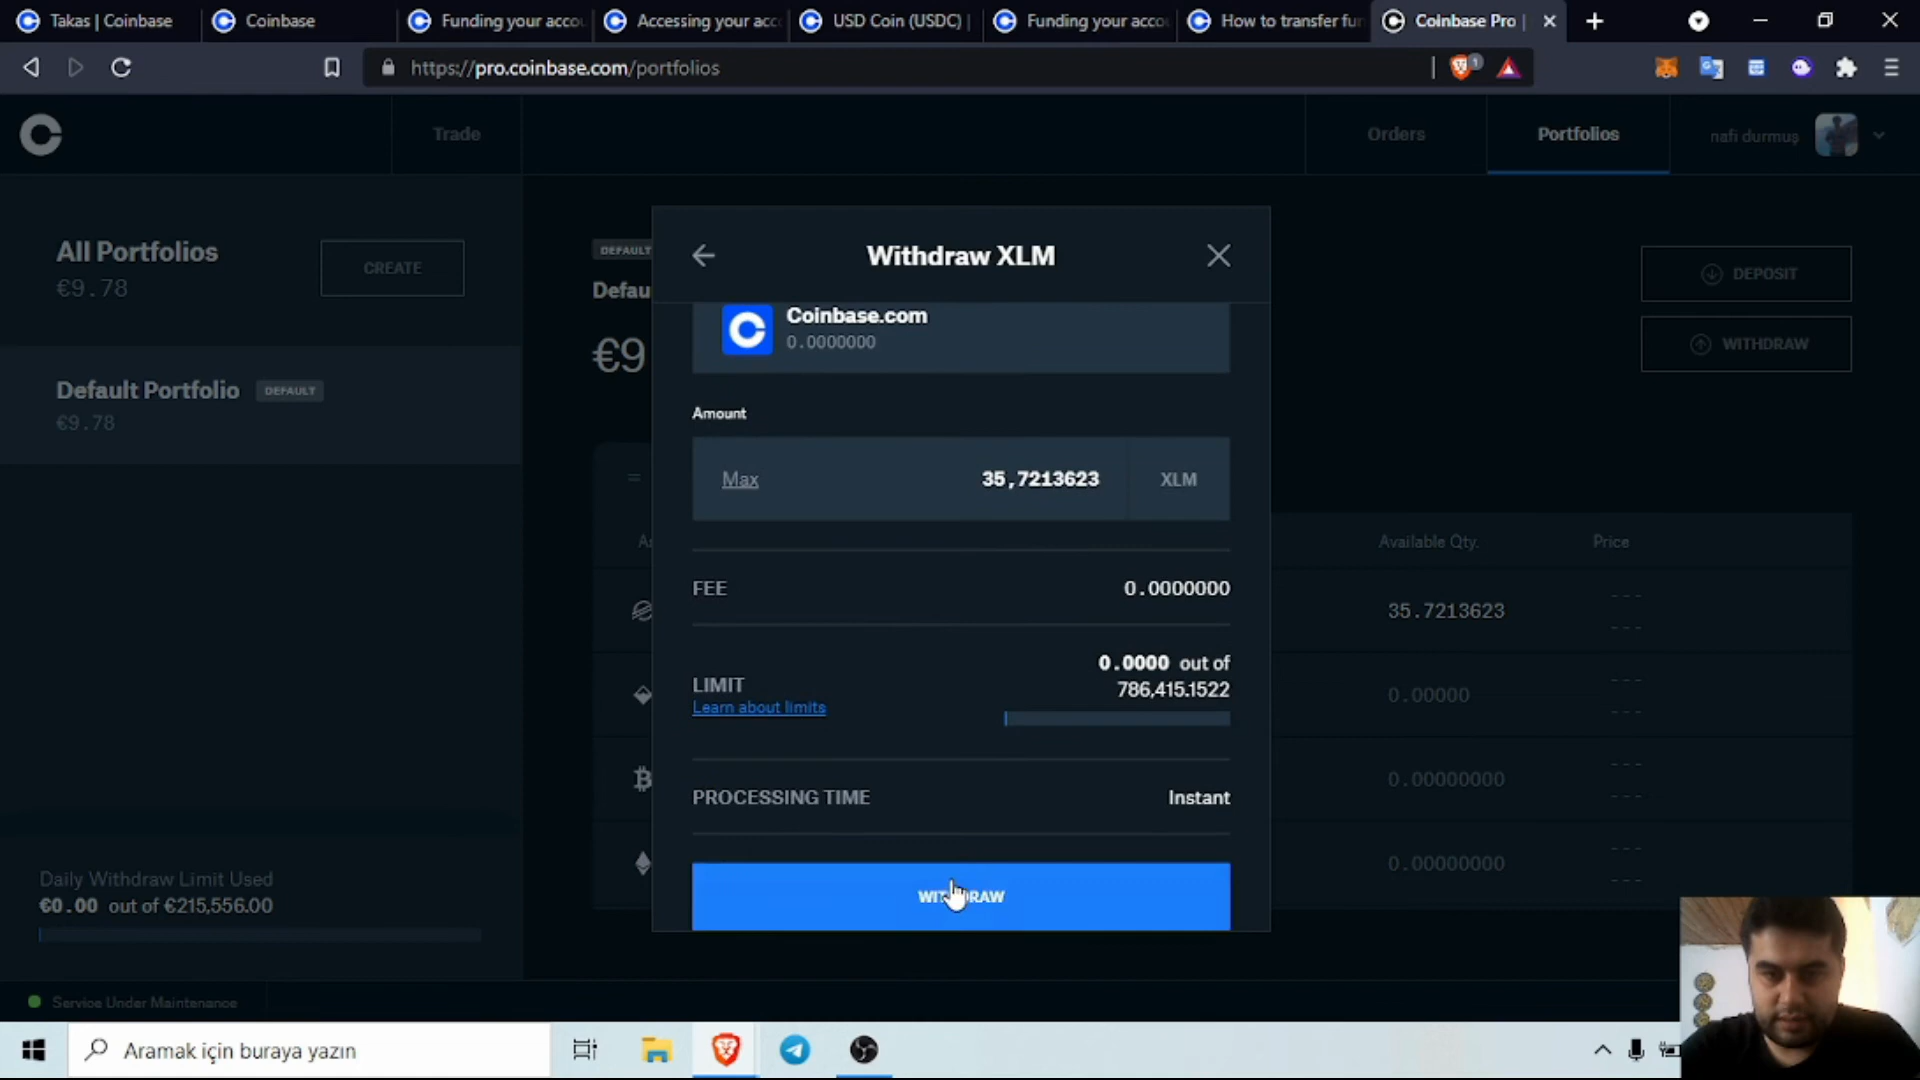 Takas | Coinbase
Coinbase
Funding your accou
Accessing your acc
USD Coin (USDC) |
Funding your accou
How to transfer fun
Coinbase Pro |
https://pro.coinbase.com/portfolios
1
Trade
Orders
Portfolios
nafi durmuş
All Portfolios
€9.78
CREATE
Default Portfolio
DEFAULT
€9.78
Daily Withdraw Limit Used
€0.00 out of €215,556.00
Service Under Maintenance
DEFAULT
Defau
€9
DEPOSIT
WITHDRAW
Available Qty.
Price
35.7213623
0.00000
0.00000000
0.00000000
Withdraw XLM
Coinbase.com
0.0000000
Amount
Max
35,7213623
XLM
FEE
0.0000000
LIMIT
Learn about limits
0.0000 out of
786,415.1522
PROCESSING TIME
Instant
WITHDRAW
Aramak için buraya yazın